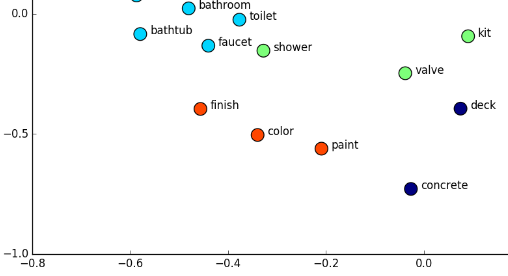 0.0
bathroom
toilet
bathtub
faucet
shower
kit
valve
finish
deck
−0.5
color
paint
concrete
−1.0
−0.8 −0.6 −0.4 −0.2 0.0